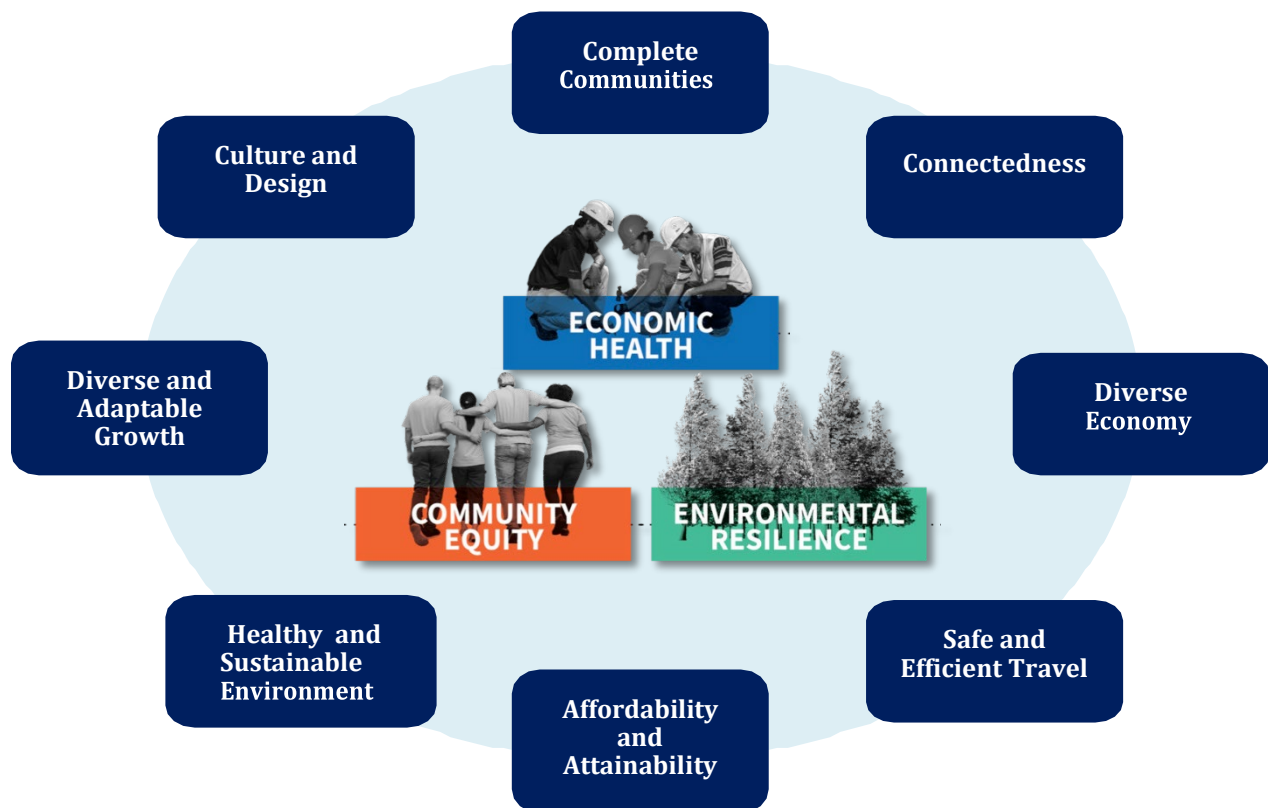 Complete
Communities
Culture and
Design
Connectedness
ECONOMIC
HEALTH
Diverse and
Adaptable
Growth
Diverse
Economy
COMMUNITY
EQUITY
ENVIRONMENTAL
RESILIENCE
Healthy and
Sustainable
Environment
Safe and
Efficient Travel
Affordability
and
Attainability